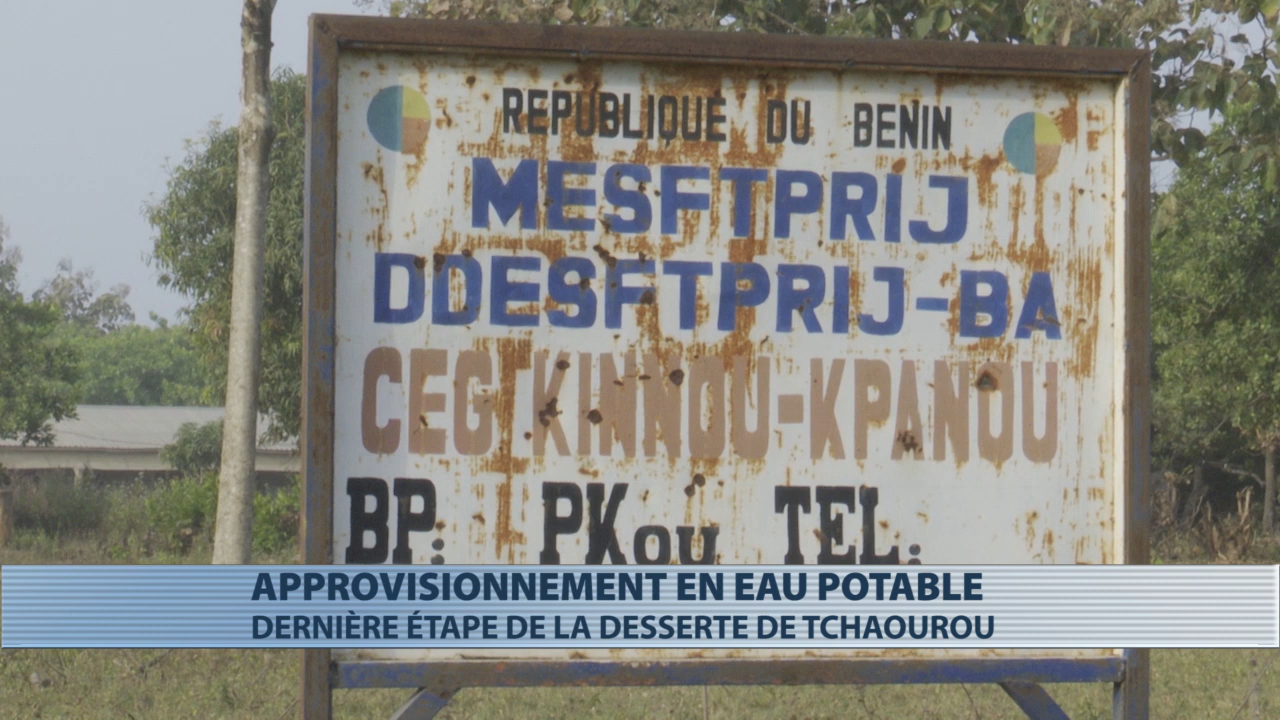 REPUBLIQUE DU BENIN
MESFTPRIJ
DDESFTPRIJ-BA
CEG KINNOU-KPANOU
BP: PKou TEL:
APPROVISIONNEMENT EN EAU POTABLE
DERNIÈRE ÉTAPE DE LA DESSERTE DE TCHAOUROU